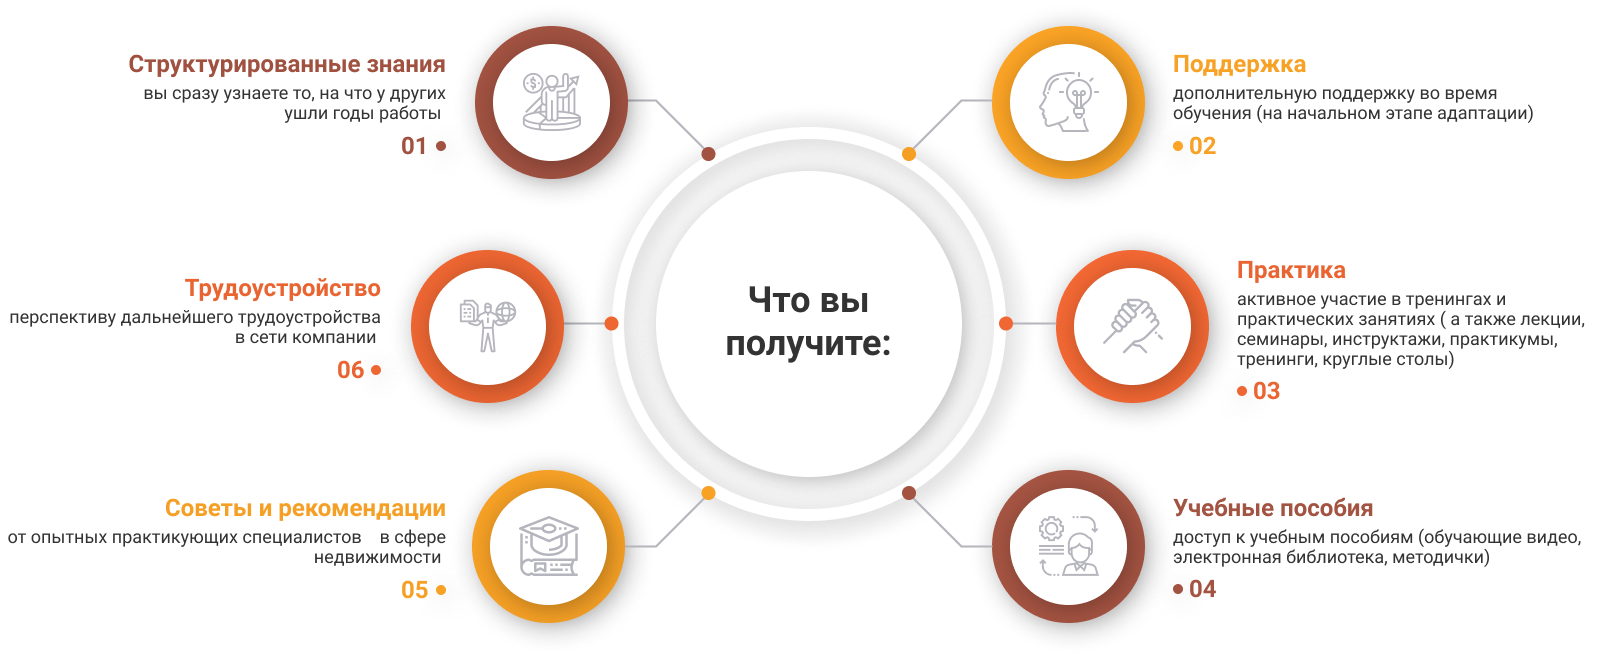 Что вы
получите:
Структурированные знания
вы сразу узнаете то, на что у других
ушли годы работы
01
Поддержка
дополнительную поддержку во время
обучения (на начальном этапе адаптации)
02
Практика
активное участие в тренингах и
практических занятиях ( а также лекции,
семинары, инструктажи, практикумы,
тренинги, круглые столы)
03
Учебные пособия
доступ к учебным пособиям (обучающие видео,
электронная библиотека, методички)
04
Советы и рекомендации
от опытных практикующих специалистов в сфере
недвижимости
05
Трудоустройство
перспективу дальнейшего трудоустройства
в сети компании
06